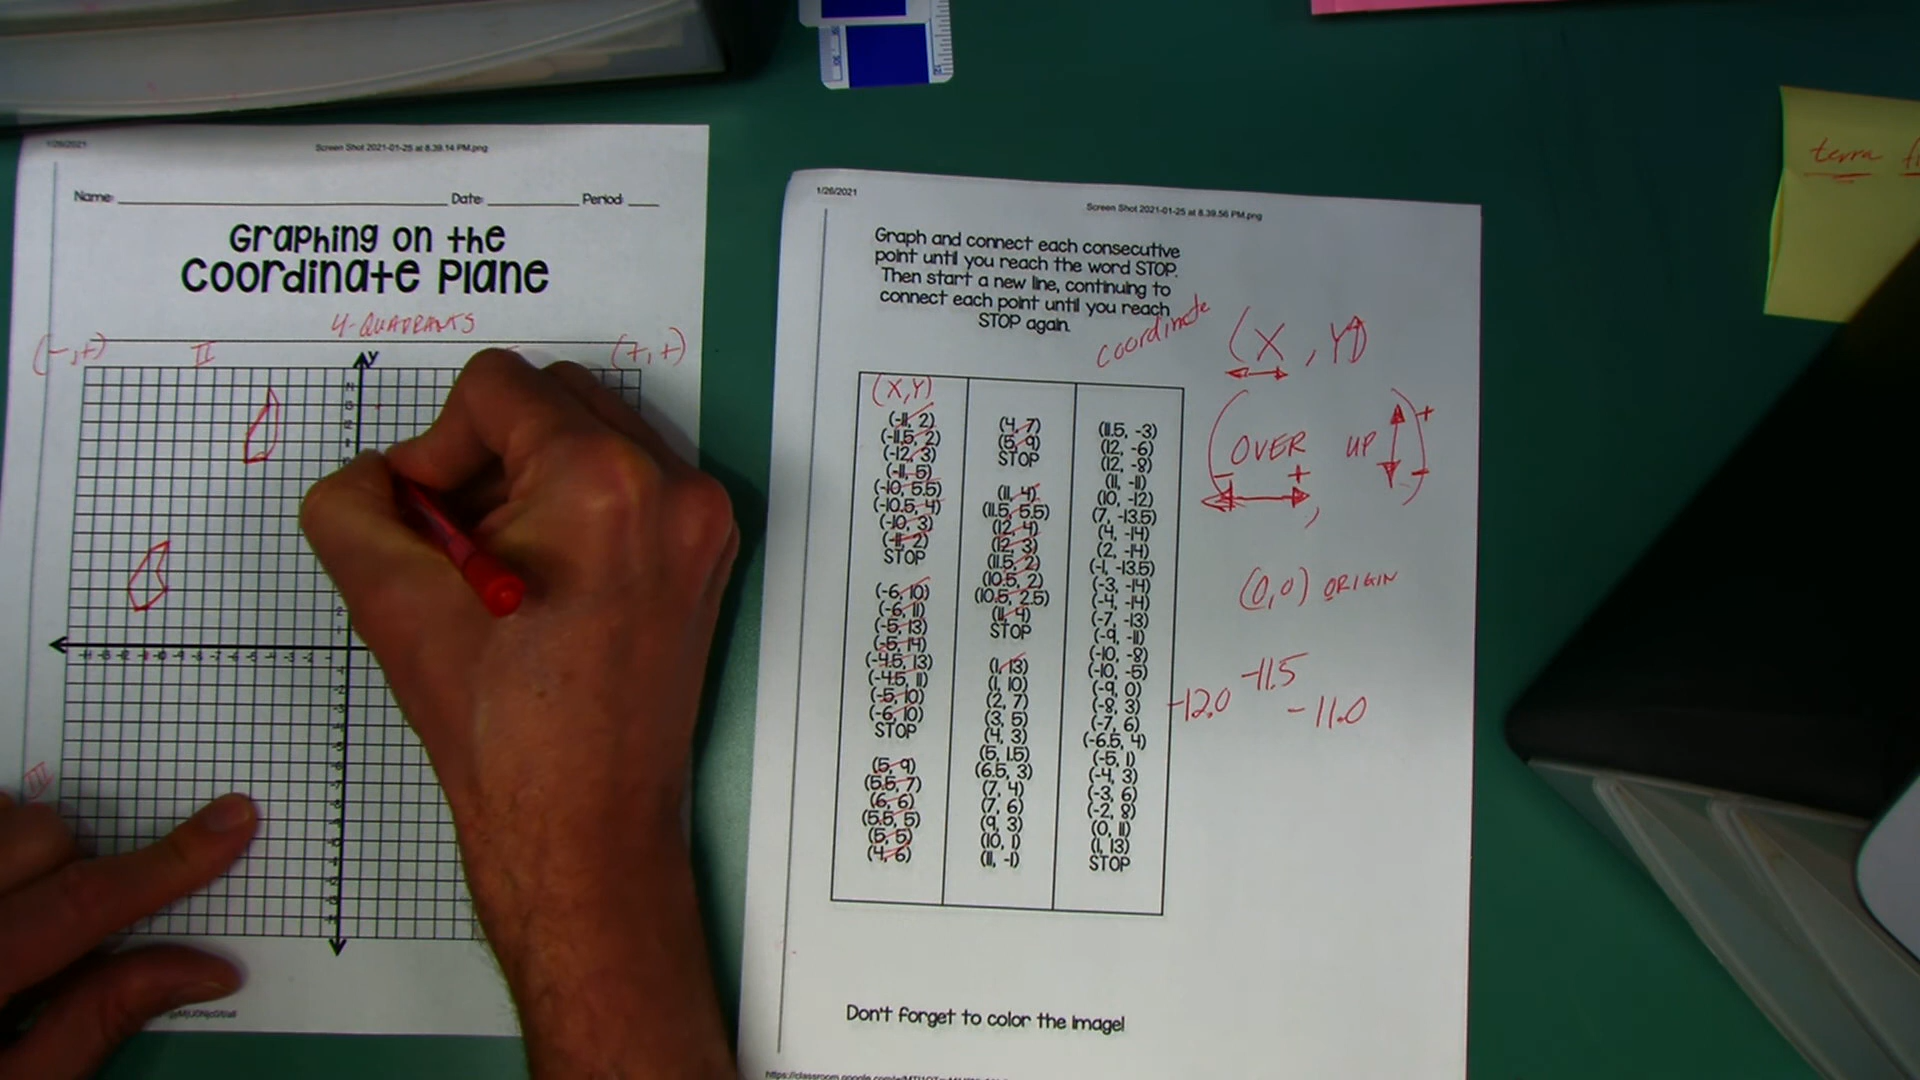 1/26/2021
Screen Shot 2021-01-25 at 8.39.14 PM.png
Name: Date: Period:
Graphing on the
Coordinate Plane
4-QUADRANTS
(-,+)
II
(+,+)
y
III
1/26/2021
Screen Shot 2021-01-25 at 8.39.56 PM.png
Graph and connect each consecutive
point until you reach the word STOP.
Then start a new line, continuing to
connect each point until you reach
STOP again.
(X,Y)
(-11, 2)
(-11.5, 2)
(-12, 3)
(-11, 5)
(-10, 5.5)
(-10.5, 4)
(-10, 3)
(-11, 2)
STOP
(-6, 10)
(-6, 11)
(-5, 13)
(-5, 14)
(-4.5, 13)
(-4.5, 11)
(-5, 10)
(-6, 10)
STOP
(5, 9)
(5.5, 7)
(6, 6)
(5.5, 5)
(5, 5)
(4, 6)
(4, 7)
(5, 9)
STOP
(11, 4)
(11.5, 5.5)
(12, 4)
(12, 3)
(11.5, 2)
(10.5, 2)
(10.5, 2.5)
(11, 4)
STOP
(1, 13)
(1, 10)
(2, 7)
(3, 5)
(4, 3)
(5, 1.5)
(6.5, 3)
(7, 4)
(7, 6)
(9, 3)
(10, 1)
(11, -1)
(11.5, -3)
(12, -6)
(12, -8)
(11, -11)
(10, -12)
(7, -13.5)
(4, -14)
(2, -14)
(-1, -13.5)
(-3, -14)
(-4, -14)
(-7, -13)
(-9, -11)
(-10, -8)
(-10, -5)
(-9, 0)
(-8, 3)
(-7, 6)
(-6.5, 4)
(-5, 1)
(-4, 3)
(-3, 6)
(-2, 8)
(0, 11)
(1, 13)
STOP
coordinate
(X, Y)
(OVER UP)
- + + -
,
(0,0) ORIGIN
-12.0 -11.5
-11.0
Don't forget to color the image!
terra